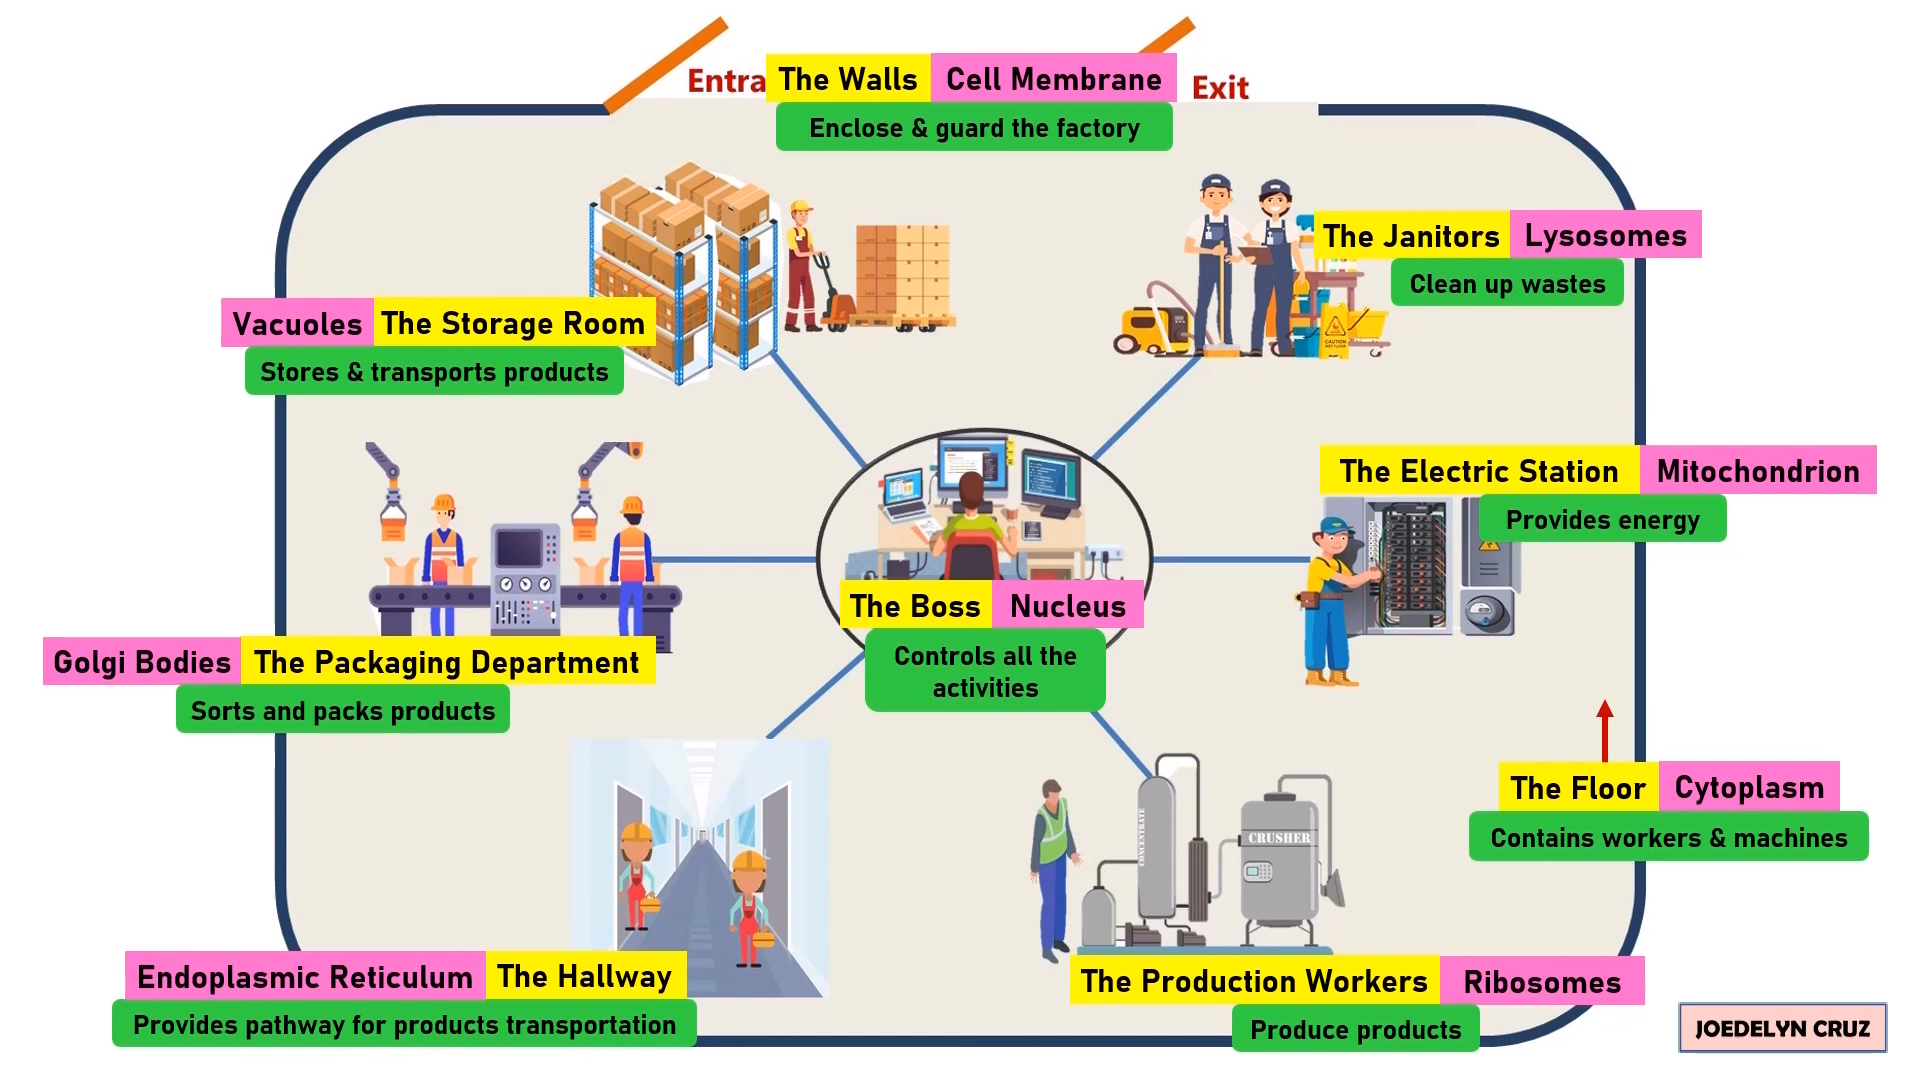 Entra
The Walls Cell Membrane
Exit
Enclose & guard the factory
The Janitors Lysosomes
Clean up wastes
Vacuoles The Storage Room
Stores & transports products
The Electric Station Mitochondrion
Provides energy
The Boss Nucleus
Controls all the
activities
Golgi Bodies The Packaging Department
Sorts and packs products
The Floor Cytoplasm
Contains workers & machines
CONCENTRATE
CRUSHER
Endoplasmic Reticulum The Hallway
Provides pathway for products transportation
The Production Workers Ribosomes
Produce products
JOEDELYN CRUZ
CAUTION